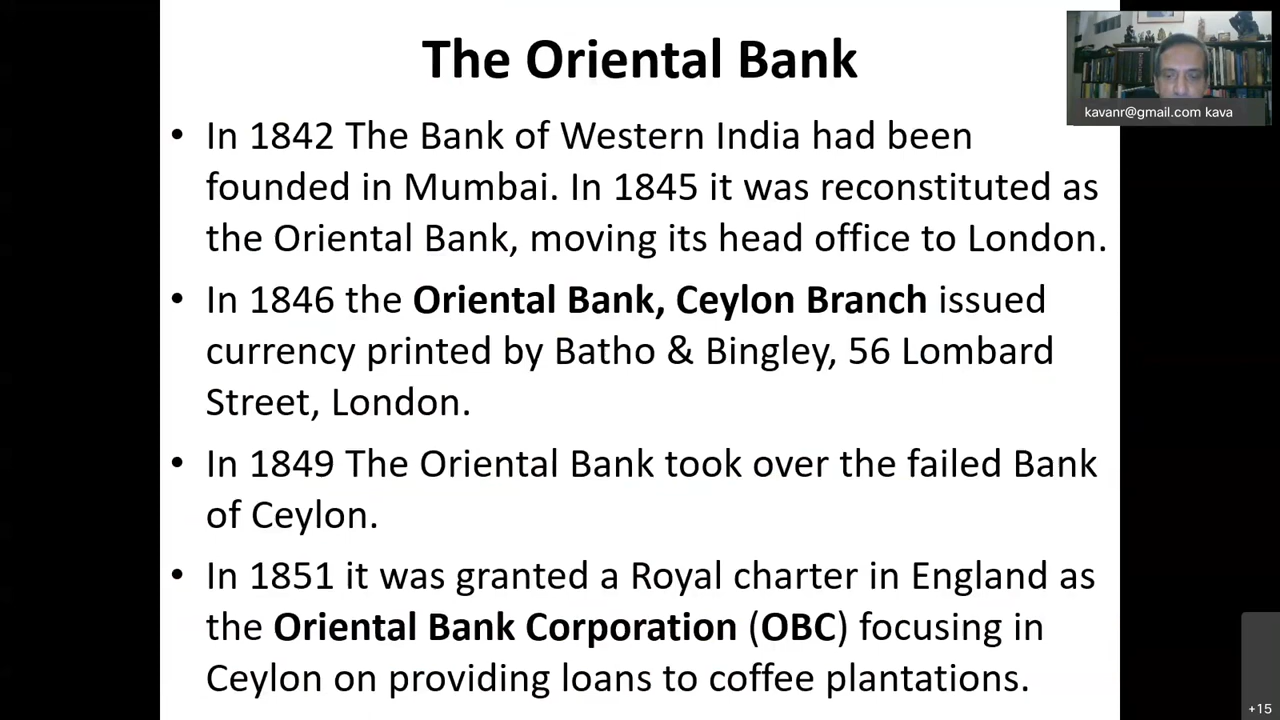 The Oriental Bank
kavanr@gmail.com kava
• In 1842 The Bank of Western India had been
founded in Mumbai. In 1845 it was reconstituted as
the Oriental Bank, moving its head office to London.
• In 1846 the Oriental Bank, Ceylon Branch issued
currency printed by Batho & Bingley, 56 Lombard
Street, London.
• In 1849 The Oriental Bank took over the failed Bank
of Ceylon.
• In 1851 it was granted a Royal charter in England as
the Oriental Bank Corporation (OBC) focusing in
Ceylon on providing loans to coffee plantations.
+15